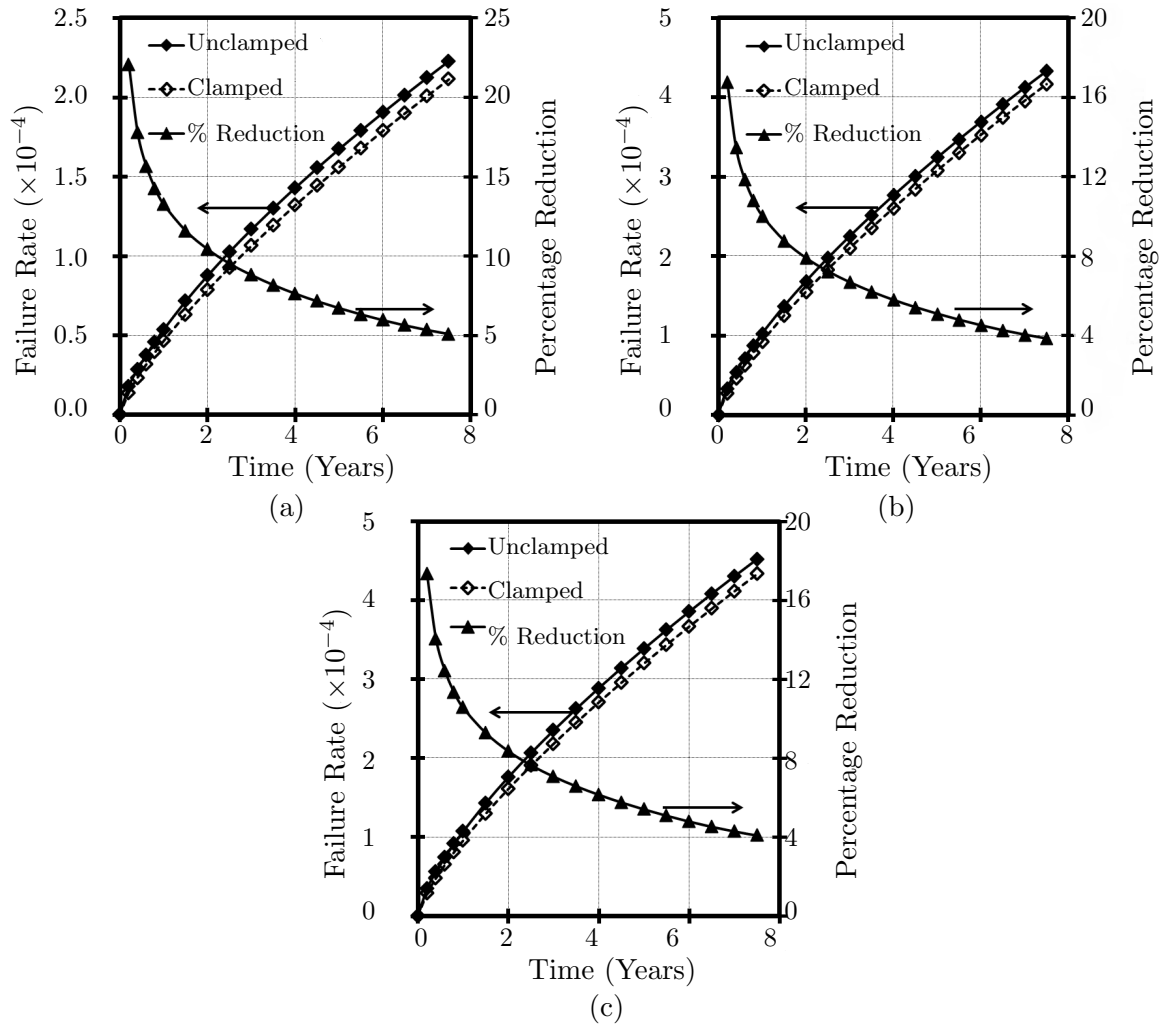 2.5
2.0
1.5
1.0
0.5
0.0
Failure Rate (×10⁻⁴)
Unclamped
Clamped
% Reduction
25
20
15
10
5
0
Percentage Reduction
0 2 4 6 8
Time (Years)
(a)
5
4
3
2
1
0
Failure Rate (×10⁻⁴)
Unclamped
Clamped
% Reduction
20
16
12
8
4
0
Percentage Reduction
0 2 4 6 8
Time (Years)
(b)
5
4
3
2
1
0
Failure Rate (×10⁻⁴)
Unclamped
Clamped
% Reduction
20
16
12
8
4
0
Percentage Reduction
0 2 4 6 8
Time (Years)
(c)